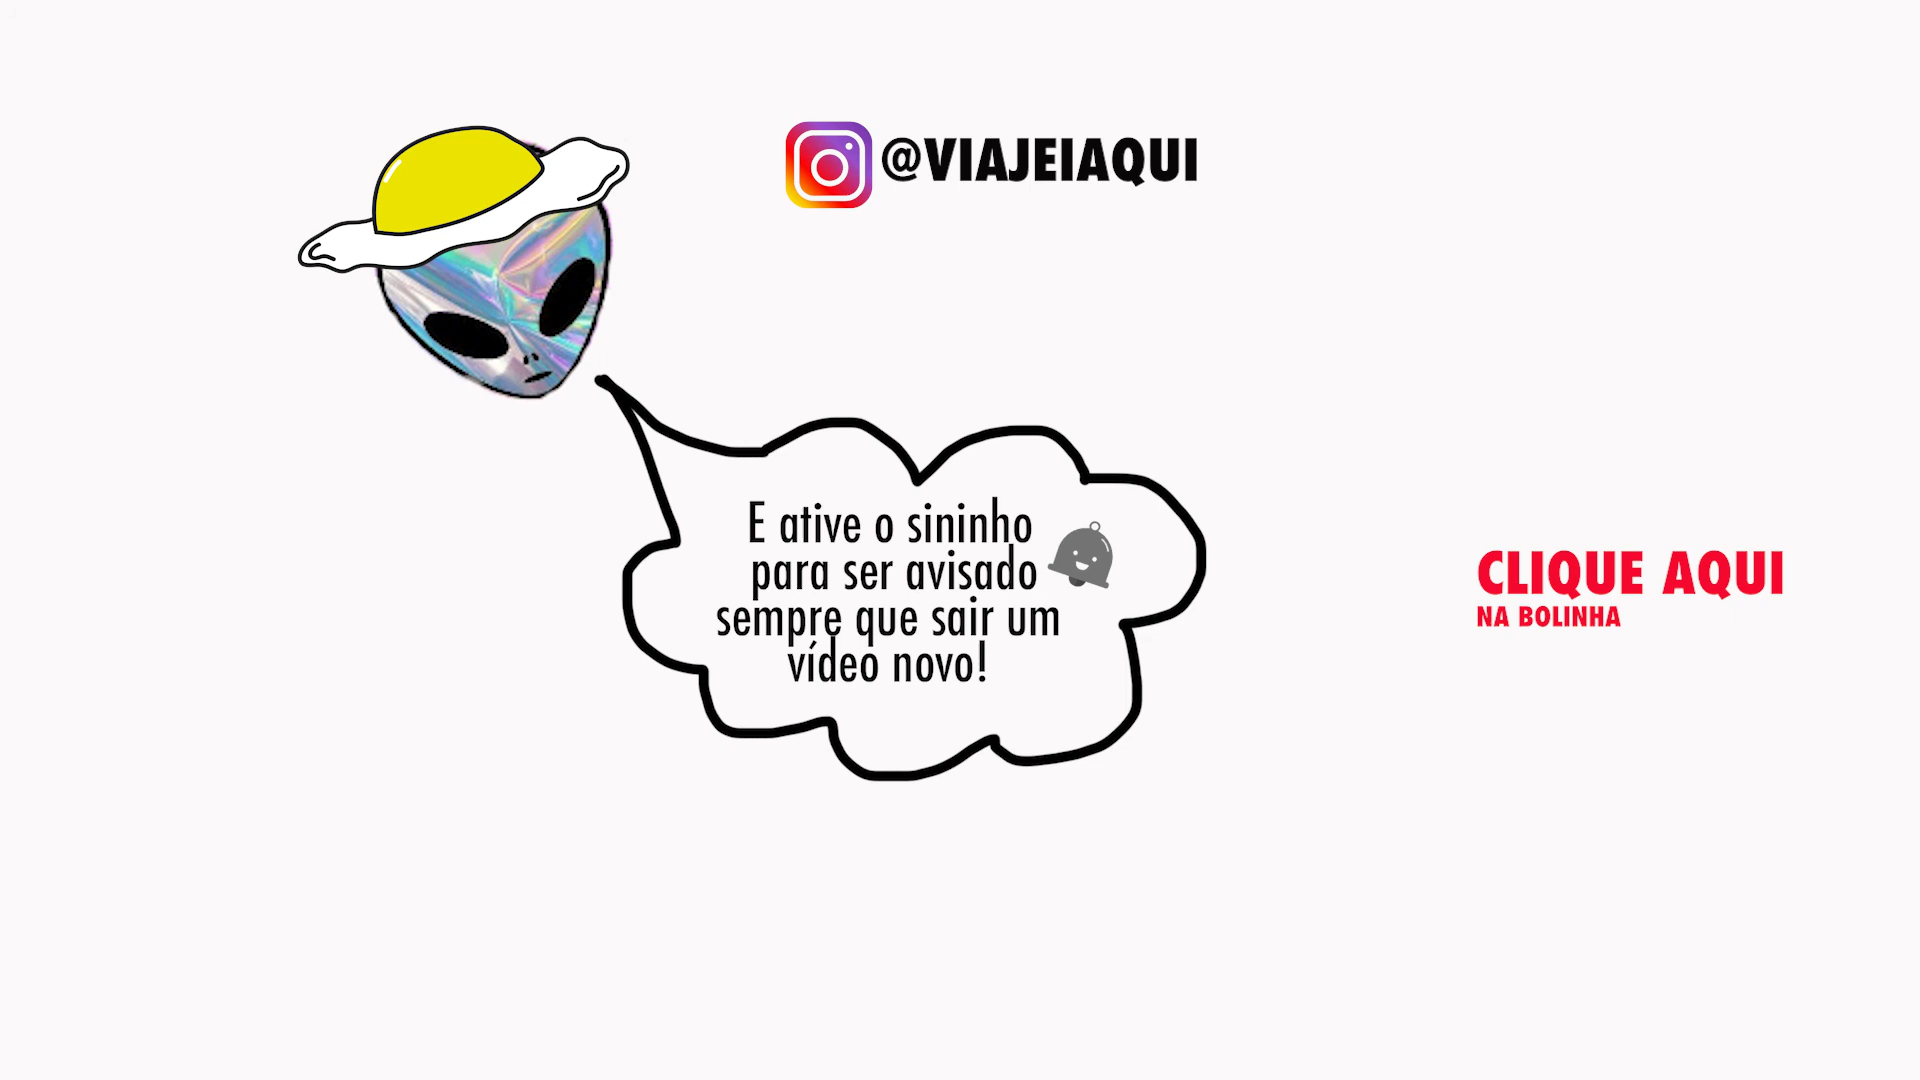 @VIAJEIAQUI
E ative o sininho
para ser avisado
sempre que sair um
vídeo novo!
CLIQUE AQUI
NA BOLINHA